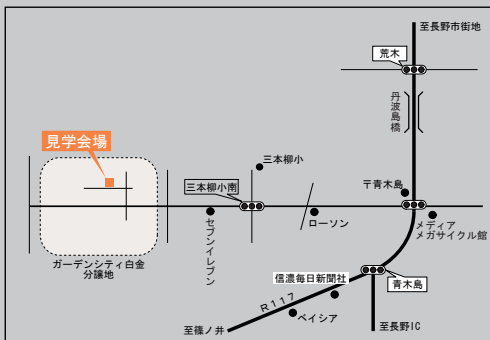 至長野市街地
荒木
丹波島橋
見学会場
三本柳小
三本柳小南
〒青木島
セブンイレブン
ローソン
メディア
メガサイクル館
ガーデンシティ白金
分譲地
信濃毎日新聞社
青木島
R117
ベイシア
至篠ノ井
至長野IC